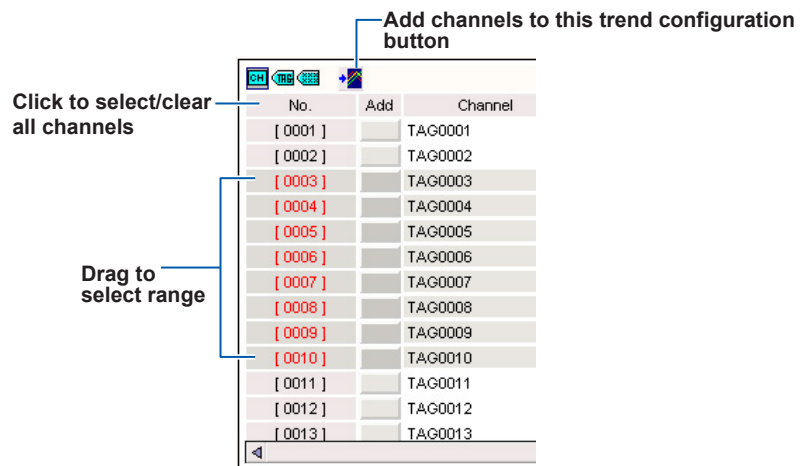 Add channels to this trend configuration
button
CH TAG
Click to select/clear
all channels
No. Add Channel
[ 0001 ] TAG0001
[ 0002 ] TAG0002
[ 0003 ] TAG0003
[ 0004 ] TAG0004
[ 0005 ] TAG0005
[ 0006 ] TAG0006
Drag to
select range
[ 0007 ] TAG0007
[ 0008 ] TAG0008
[ 0009 ] TAG0009
[ 0010 ] TAG0010
[ 0011 ] TAG0011
[ 0012 ] TAG0012
[ 0013 ] TAG0013